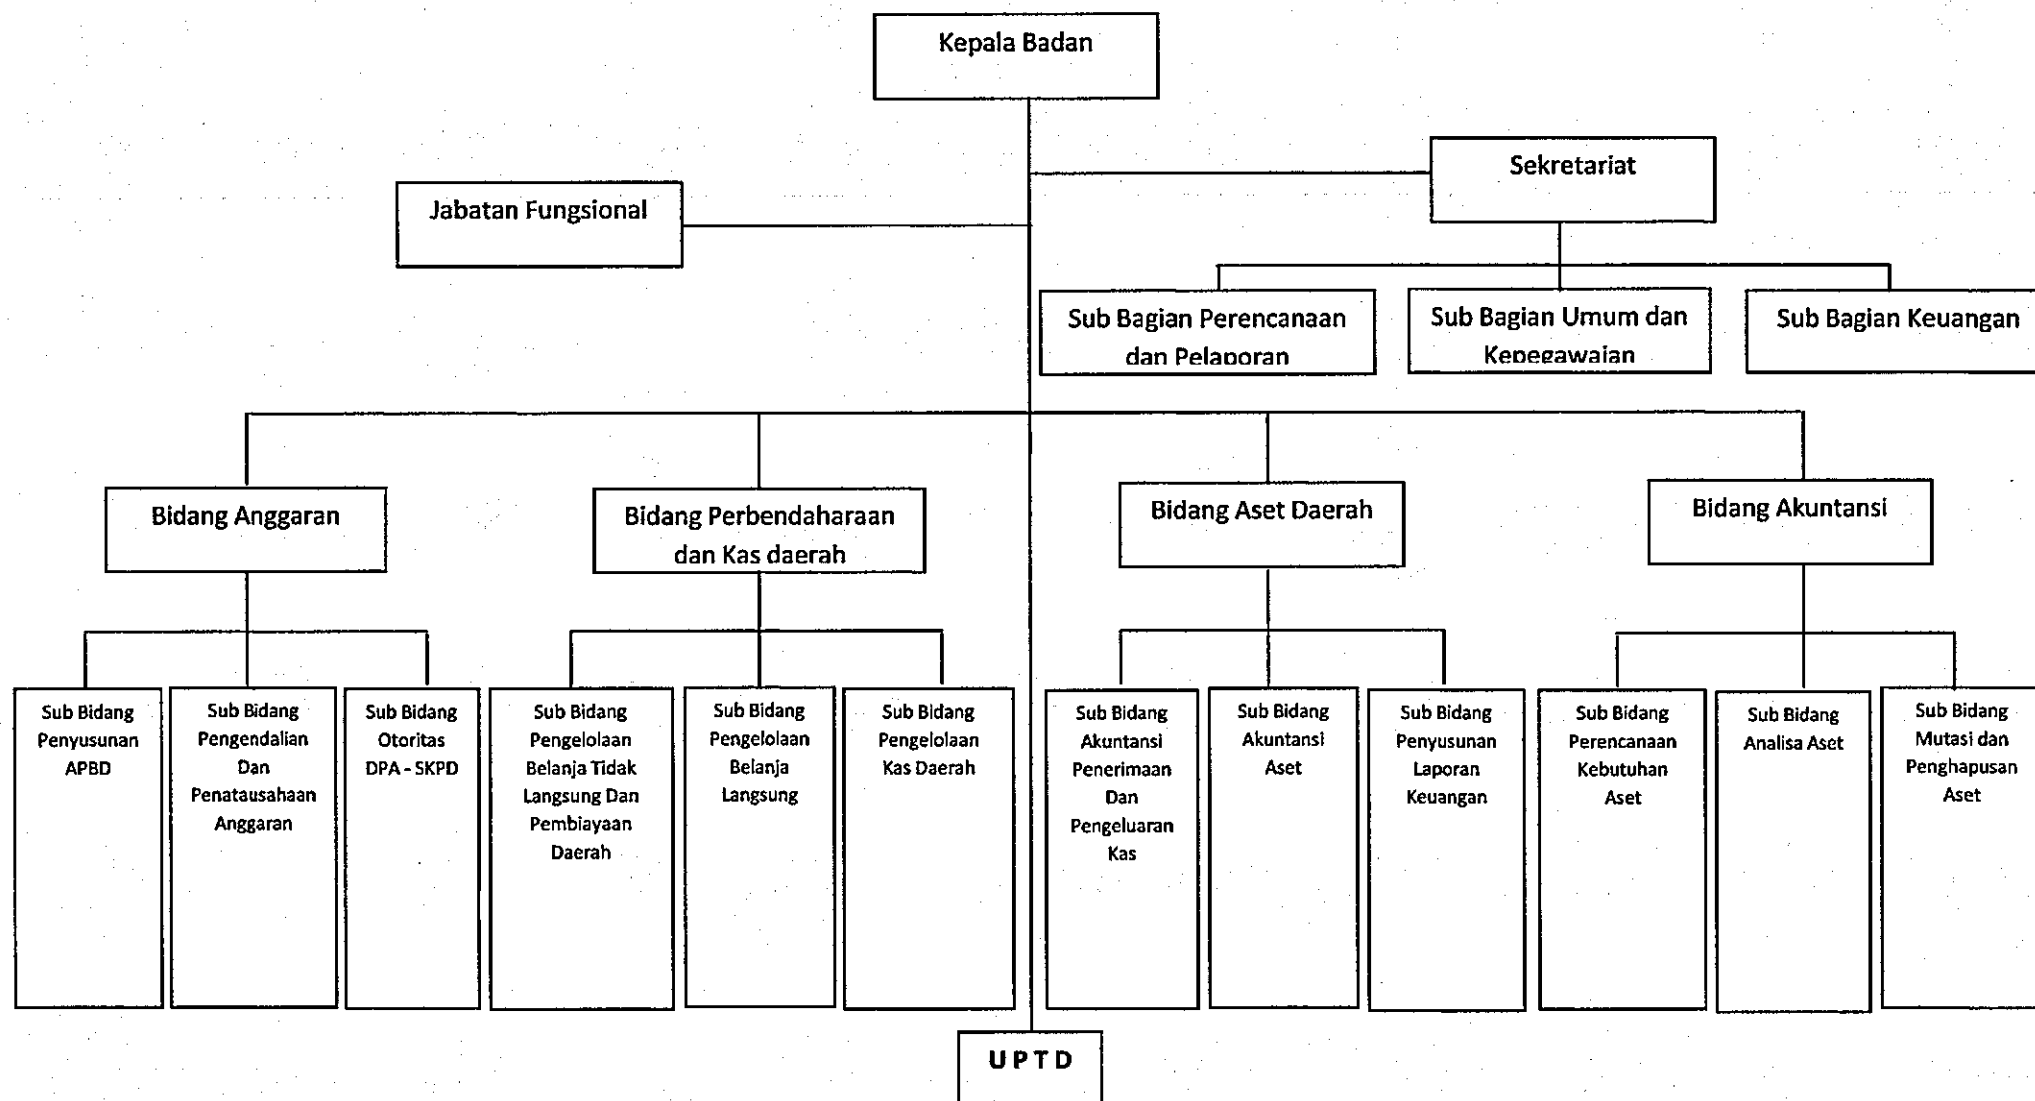 Kepala Badan
Sekretariat
Jabatan Fungsional
Sub Bagian Perencanaan
dan Pelaporan
Sub Bagian Umum dan
Kepegawaian
Sub Bagian Keuangan
Bidang Anggaran
Bidang Perbendaharaan
dan Kas daerah
Bidang Aset Daerah
Bidang Akuntansi
Sub Bidang
Penyusunan
APBD
Sub Bidang
Pengendalian
Dan
Penatausahaan
Anggaran
Sub Bidang
Otoritas
DPA - SKPD
Sub Bidang
Pengelolaan
Belanja Tidak
Langsung Dan
Pembiayaan
Daerah
Sub Bidang
Pengelolaan
Belanja
Langsung
Sub Bidang
Pengelolaan
Kas Daerah
Sub Bidang
Akuntansi
Penerimaan
Dan
Pengeluaran
Kas
Sub Bidang
Akuntansi
Aset
Sub Bidang
Penyusunan
Laporan
Keuangan
Sub Bidang
Perencanaan
Kebutuhan
Aset
Sub Bidang
Analisa Aset
Sub Bidang
Mutasi dan
Penghapusan
Aset
U P T D